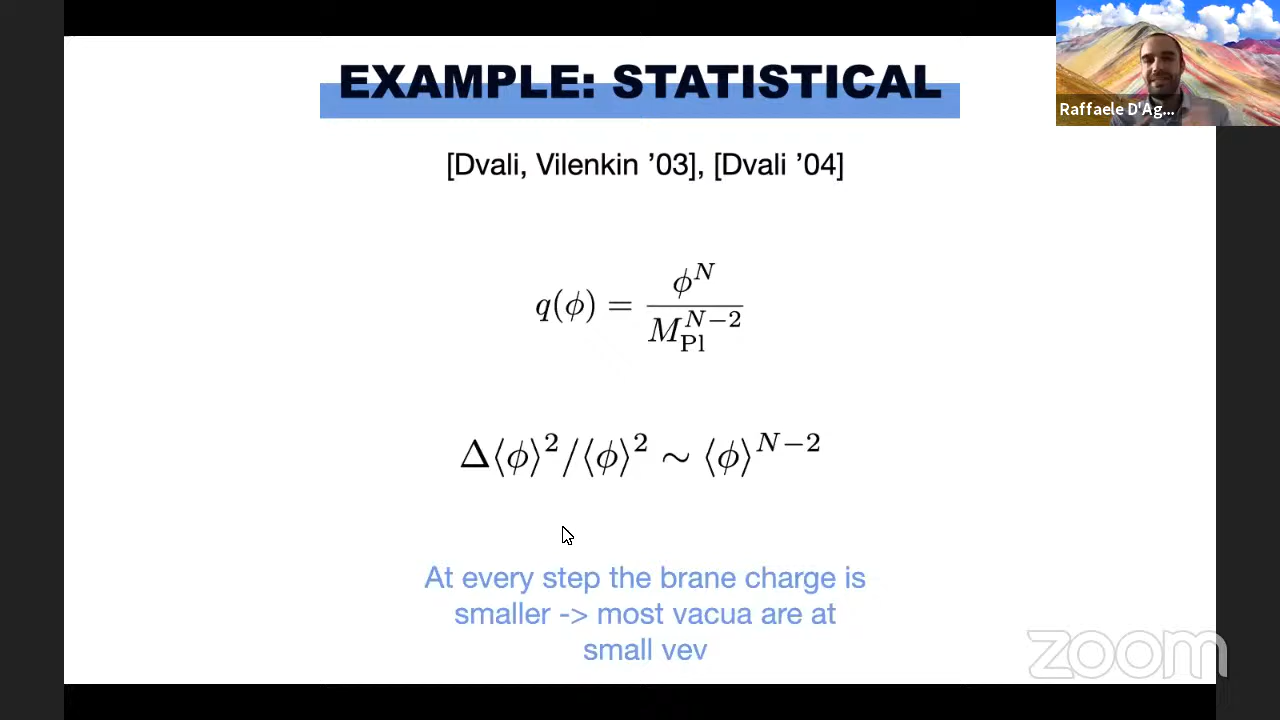 EXAMPLE: STATISTICAL
Raffaele D'Ag...
[Dvali, Vilenkin ’03], [Dvali ’04]
q(ϕ) = ϕ^N / M_Pl^{N−2}
Δ⟨ϕ⟩²/⟨ϕ⟩² ∼ ⟨ϕ⟩^{N−2}
At every step the brane charge is
smaller -> most vacua are at
small vev
zoom